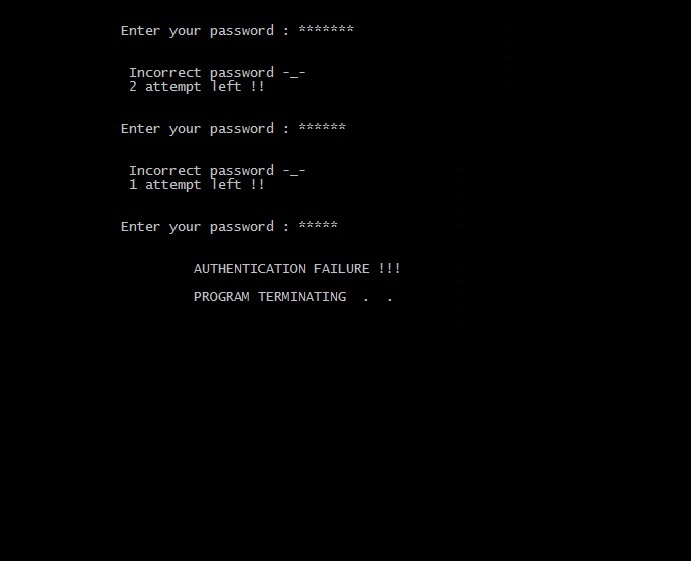 Enter your password : *******
Incorrect password -_-
2 attempt left !!
Enter your password : ******
Incorrect password -_-
1 attempt left !!
Enter your password : *****
AUTHENTICATION FAILURE !!!
PROGRAM TERMINATING . .